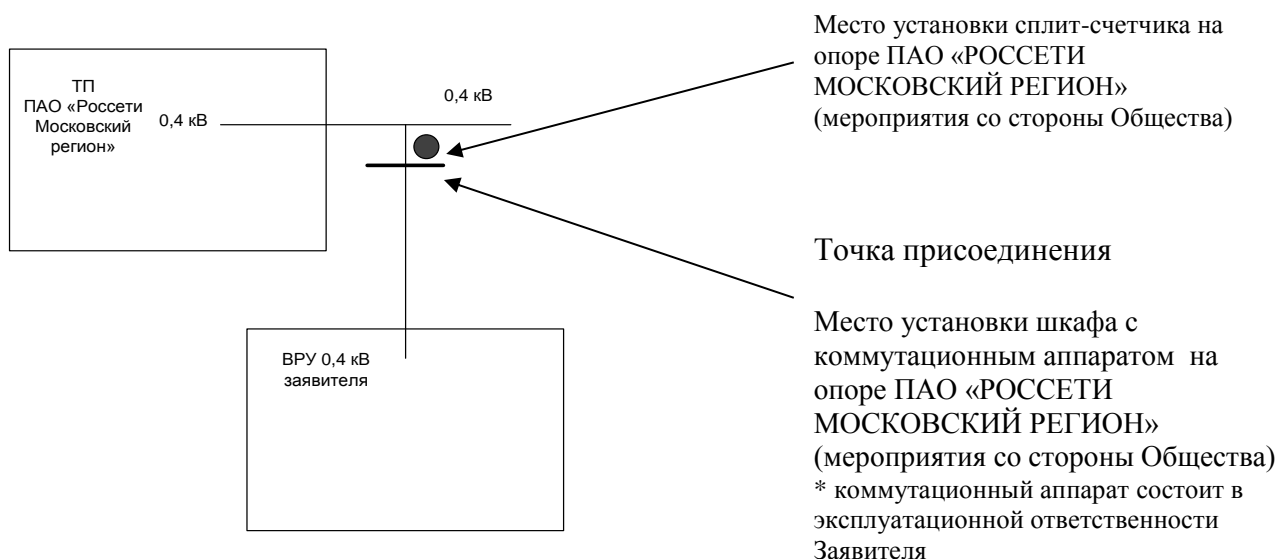 ТП
ПАО «Россети
Московский
регион»
0,4 кВ
0,4 кВ
ВРУ 0,4 кВ
заявителя
Место установки сплит-счетчика на
опоре ПАО «РОССЕТИ
МОСКОВСКИЙ РЕГИОН»
(мероприятия со стороны Общества)
Точка присоединения
Место установки шкафа с
коммутационным аппаратом на
опоре ПАО «РОССЕТИ
МОСКОВСКИЙ РЕГИОН»
(мероприятия со стороны Общества)
* коммутационный аппарат состоит в
эксплуатационной ответственности
Заявителя